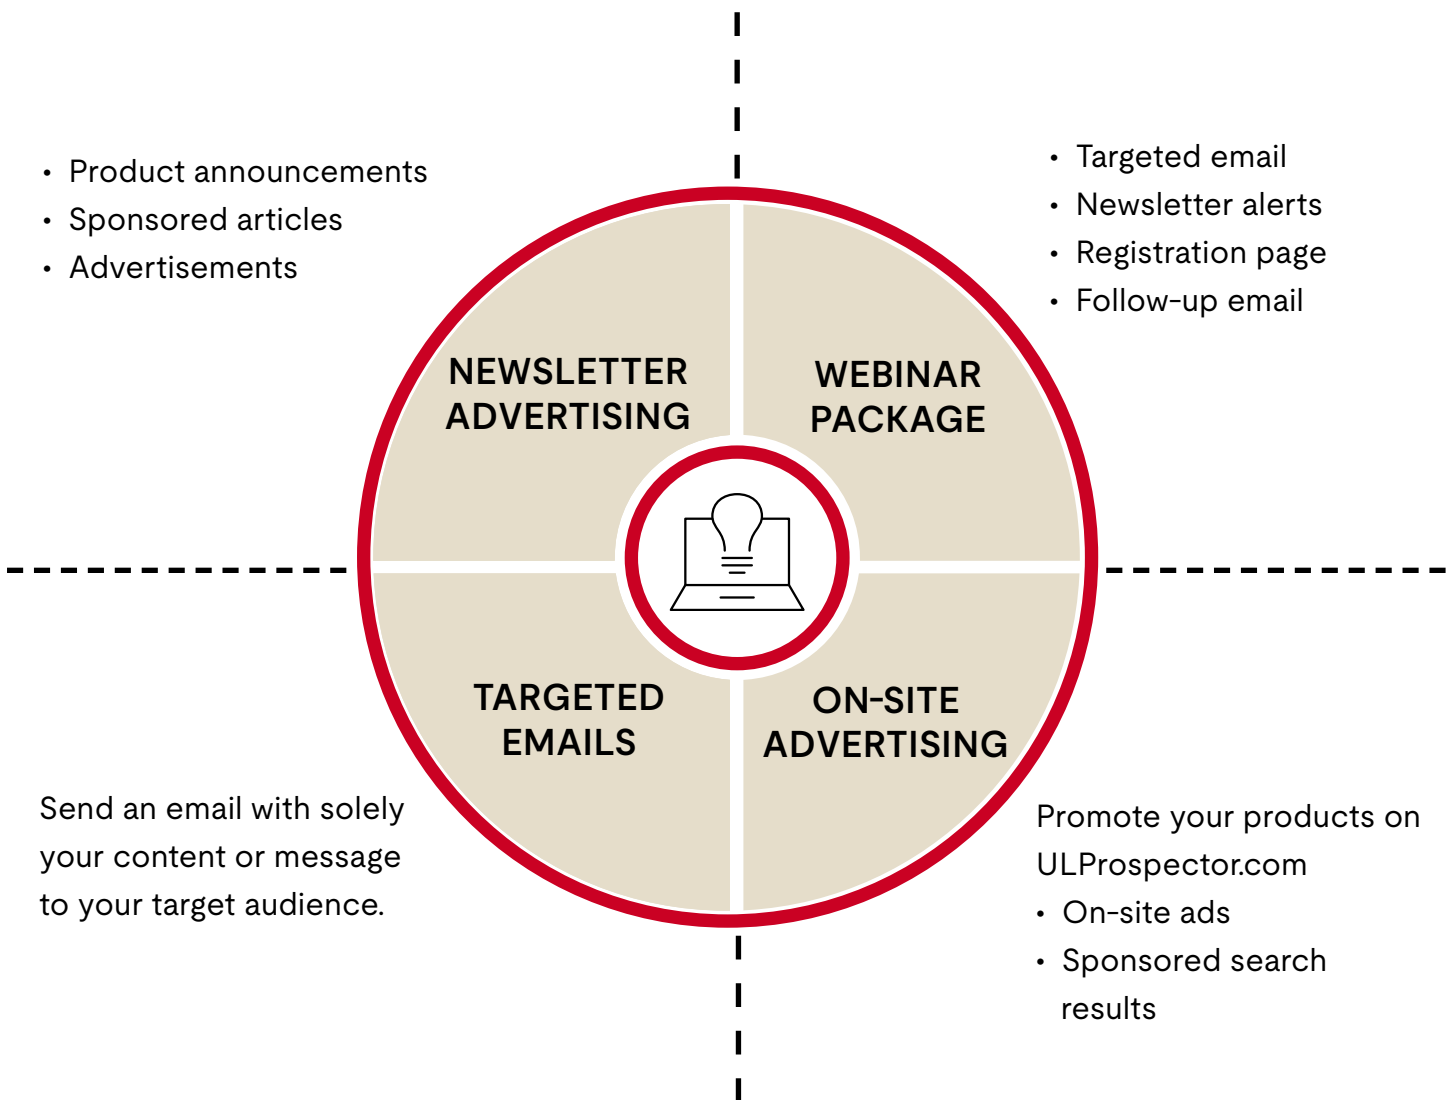 • Product announcements
• Sponsored articles
• Advertisements
• Targeted email
• Newsletter alerts
• Registration page
• Follow-up email
NEWSLETTER
ADVERTISING
WEBINAR
PACKAGE
TARGETED
EMAILS
ON-SITE
ADVERTISING
Send an email with solely
your content or message
to your target audience.
Promote your products on
ULProspector.com
• On-site ads
• Sponsored search
results